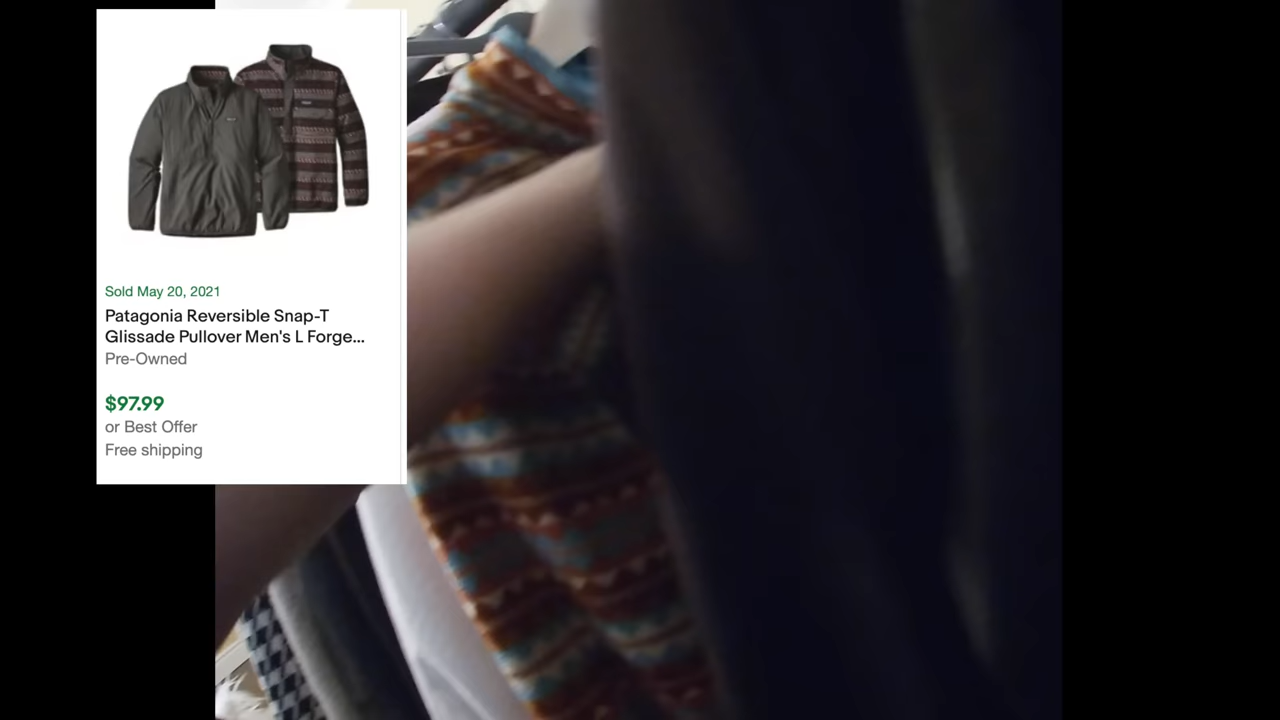 Sold May 20, 2021
Patagonia Reversible Snap-T
Glissade Pullover Men's L Forge...
Pre-Owned
$97.99
or Best Offer
Free shipping